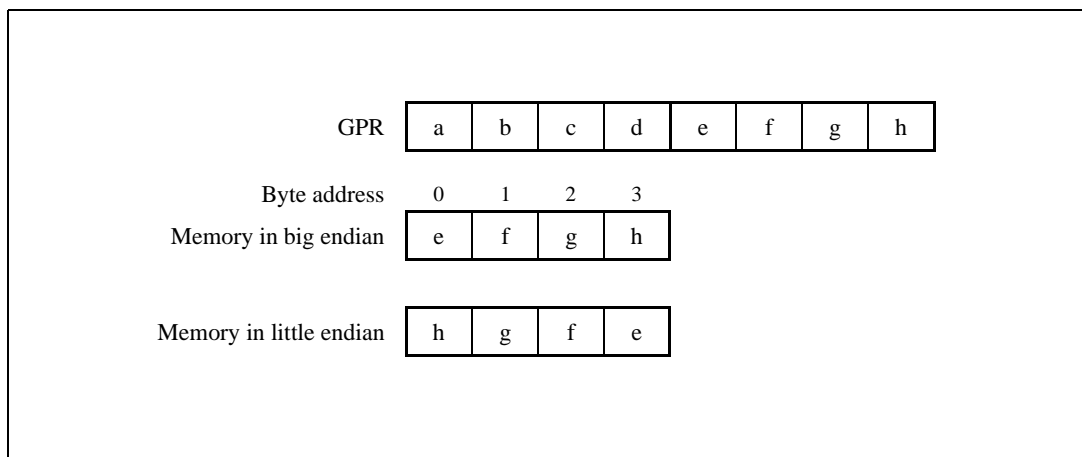 GPR a b c d e f g h
Byte address 0 1 2 3
Memory in big endian e f g h
Memory in little endian h g f e